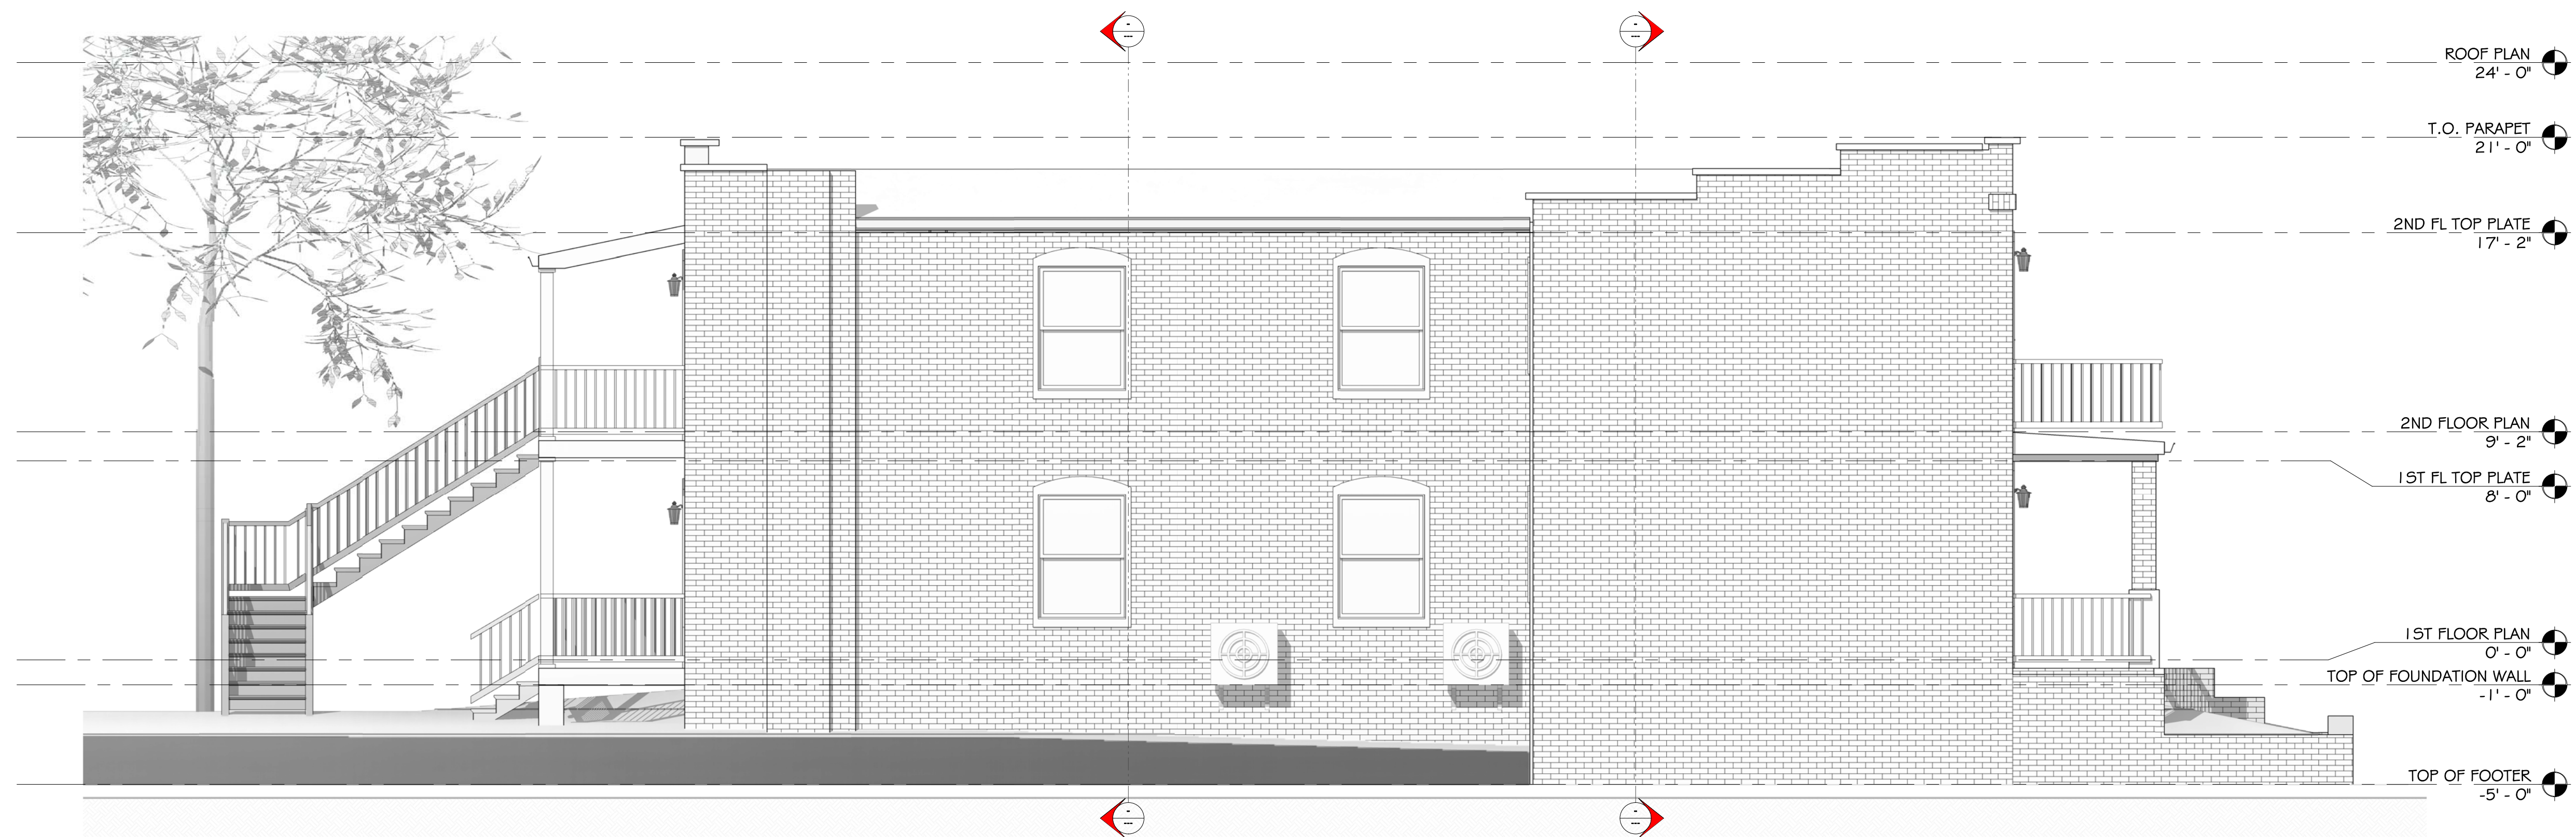 ROOF PLAN
24' - 0"
T.O. PARAPET
21' - 0"
2ND FL TOP PLATE
17' - 2"
2ND FLOOR PLAN
9' - 2"
1ST FL TOP PLATE
8' - 0"
1ST FLOOR PLAN
0' - 0"
TOP OF FOUNDATION WALL
-1' - 0"
TOP OF FOOTER
-5' - 0"